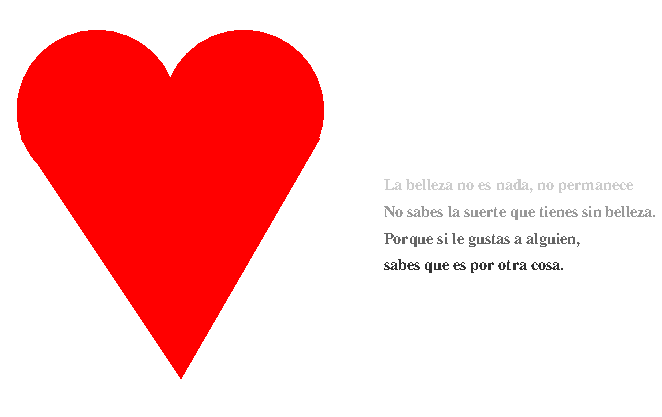 La belleza no es nada, no permanece
No sabes la suerte que tienes sin belleza.
Porque si le gustas a alguien,
sabes que es por otra cosa.